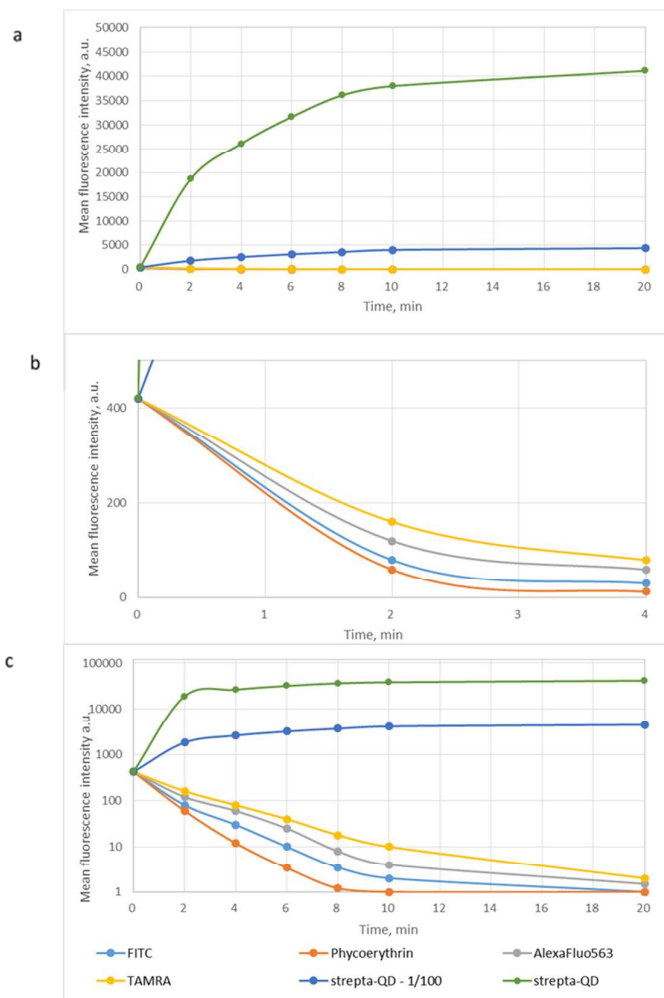 a
50000
45000
40000
35000
30000
25000
20000
15000
10000
5000
0
Mean fluorescence intensity, a.u.
0 2 4 6 8 10 12 14 16 18 20
Time, min
b
400
200
0
Mean fluorescence intensity, a.u.
0 1 2 3 4
Time, min
c
100000
10000
1000
100
10
1
Mean fluorescence intensity a.u.
0 2 4 6 8 10 12 14 16 18 20
Time, min
FITC Phycoerythrin AlexaFluo563
TAMRA strepta-QD - 1/100 strepta-QD